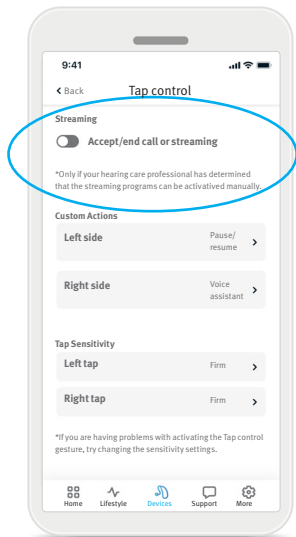 9:41
Back
Tap control
Streaming
Accept/end call or streaming
*Only if your hearing care professional has determined
that the streaming programs can be activatived manually.
Custom Actions
Left side
Pause/
resume
Right side
Voice
assistant
Tap Sensitivity
Left tap
Firm
Right tap
Firm
*If you are having problems with activating the Tap control
gesture, try changing the sensitivity settings.
Home Lifestyle Devices Support More